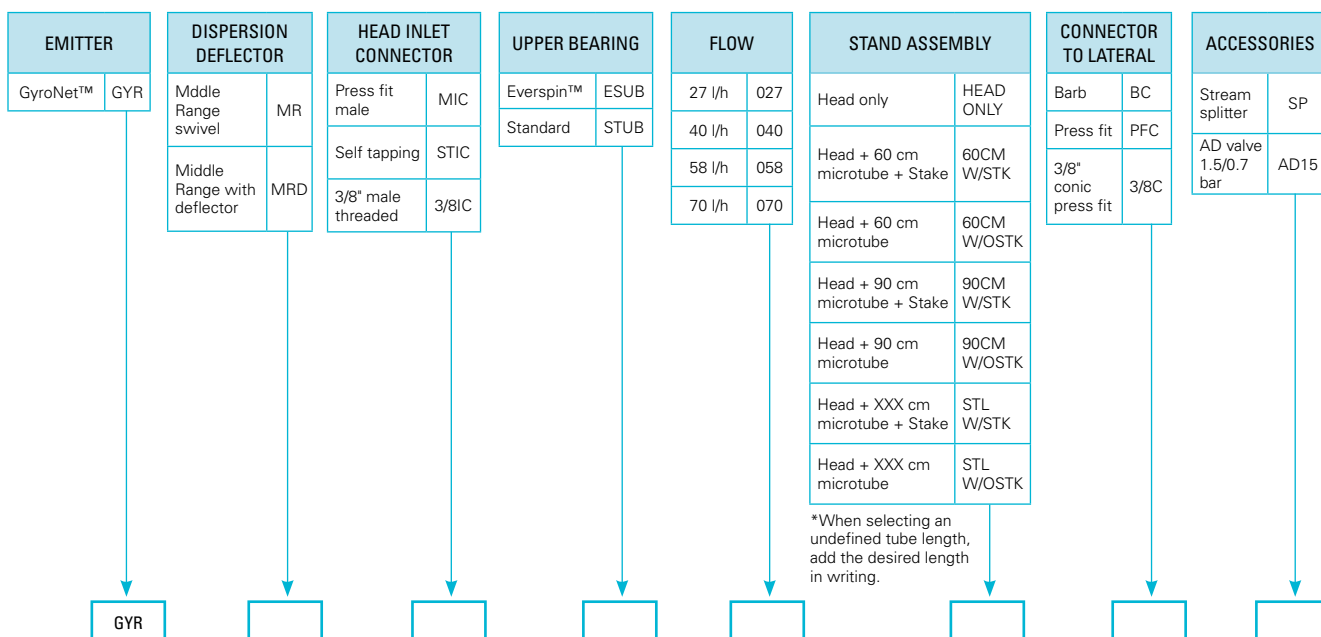 EMITTER
GyroNet™ GYR
DISPERSION
DEFLECTOR
Mddle
Range
swivel
MR
Middle
Range with
deflector
MRD
HEAD INLET
CONNECTOR
Press fit
male
MIC
Self tapping STIC
3/8" male
threaded
3/8IC
UPPER BEARING
Everspin™ ESUB
Standard STUB
FLOW
27 l/h 027
40 l/h 040
58 l/h 058
70 l/h 070
STAND ASSEMBLY
Head only
HEAD
ONLY
Head + 60 cm
microtube + Stake
60CM
W/STK
Head + 60 cm
microtube
60CM
W/OSTK
Head + 90 cm
microtube + Stake
90CM
W/STK
Head + 90 cm
microtube
90CM
W/OSTK
Head + XXX cm
microtube + Stake
STL
W/STK
Head + XXX cm
microtube
STL
W/OSTK
*When selecting an
undefined tube length,
add the desired length
in writing.
CONNECTOR
TO LATERAL
Barb BC
Press fit PFC
3/8"
conic
press fit
3/8C
ACCESSORIES
Stream
splitter
SP
AD valve
1.5/0.7
bar
AD15
GYR